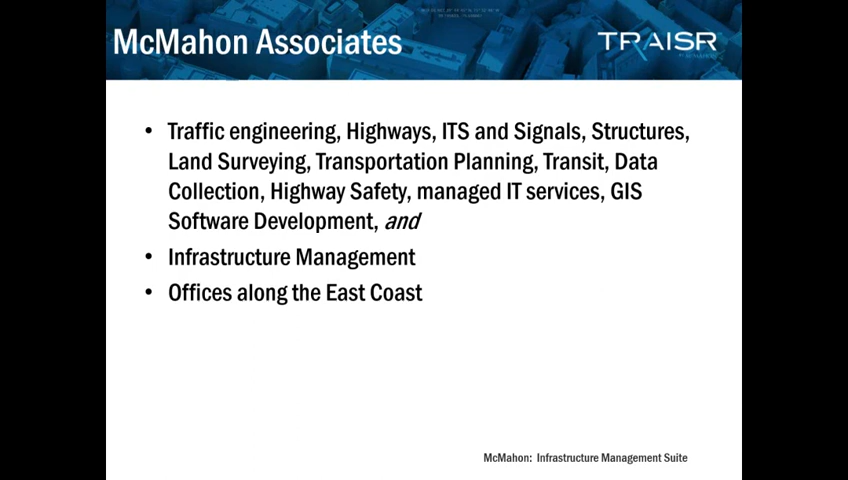 McMahon Associates
TRAISR
• Traffic engineering, Highways, ITS and Signals, Structures,
Land Surveying, Transportation Planning, Transit, Data
Collection, Highway Safety, managed IT services, GIS
Software Development, and
• Infrastructure Management
• Offices along the East Coast
McMahon: Infrastructure Management Suite